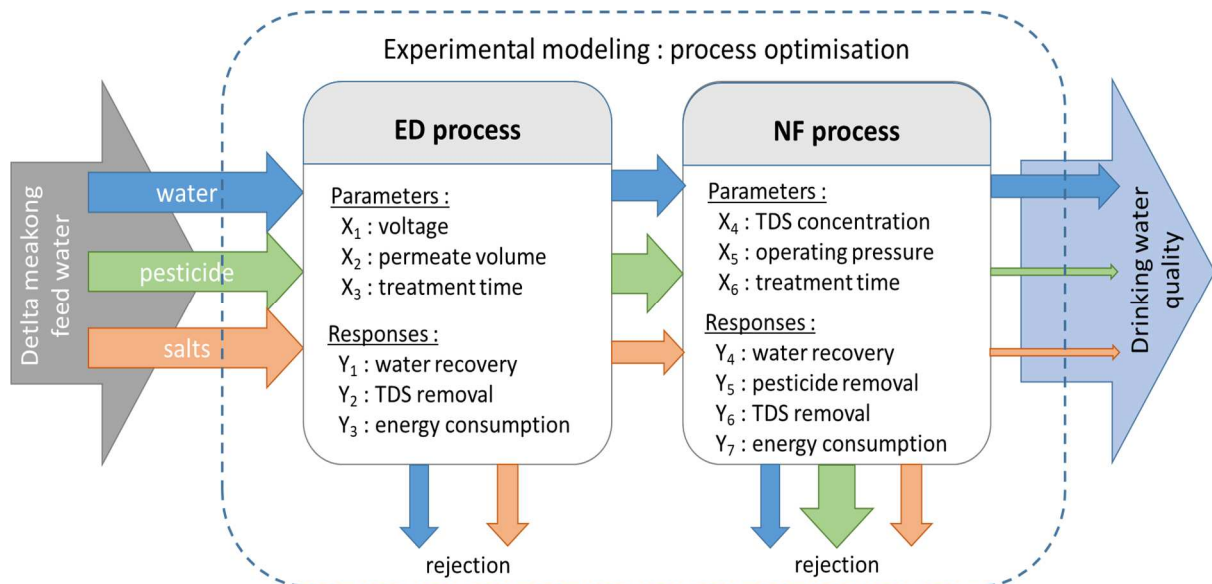 Experimental modeling : process optimisation
Detlta meakong
feed water
water
pesticide
salts
ED process
Parameters :
X₁ : voltage
X₂ : permeate volume
X₃ : treatment time
Responses :
Y₁ : water recovery
Y₂ : TDS removal
Y₃ : energy consumption
rejection
NF process
Parameters :
X₄ : TDS concentration
X₅ : operating pressure
X₆ : treatment time
Responses :
Y₄ : water recovery
Y₅ : pesticide removal
Y₆ : TDS removal
Y₇ : energy consumption
rejection
Drinking water
quality